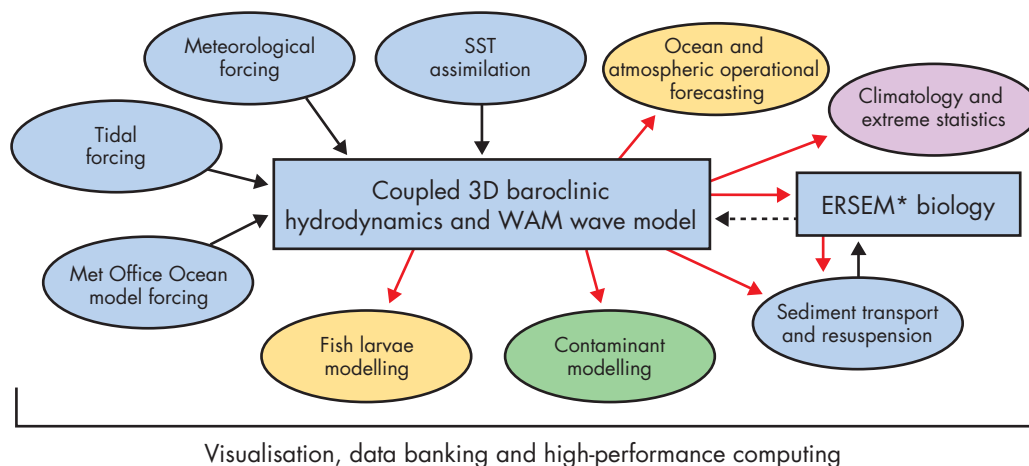 Meteorological
forcing
SST
assimilation
Ocean and
atmospheric operational
forecasting
Climatology and
extreme statistics
Tidal
forcing
Coupled 3D baroclinic
hydrodynamics and WAM wave model
ERSEM* biology
Met Office Ocean
model forcing
Fish larvae
modelling
Contaminant
modelling
Sediment transport
and resuspension
Visualisation, data banking and high-performance computing